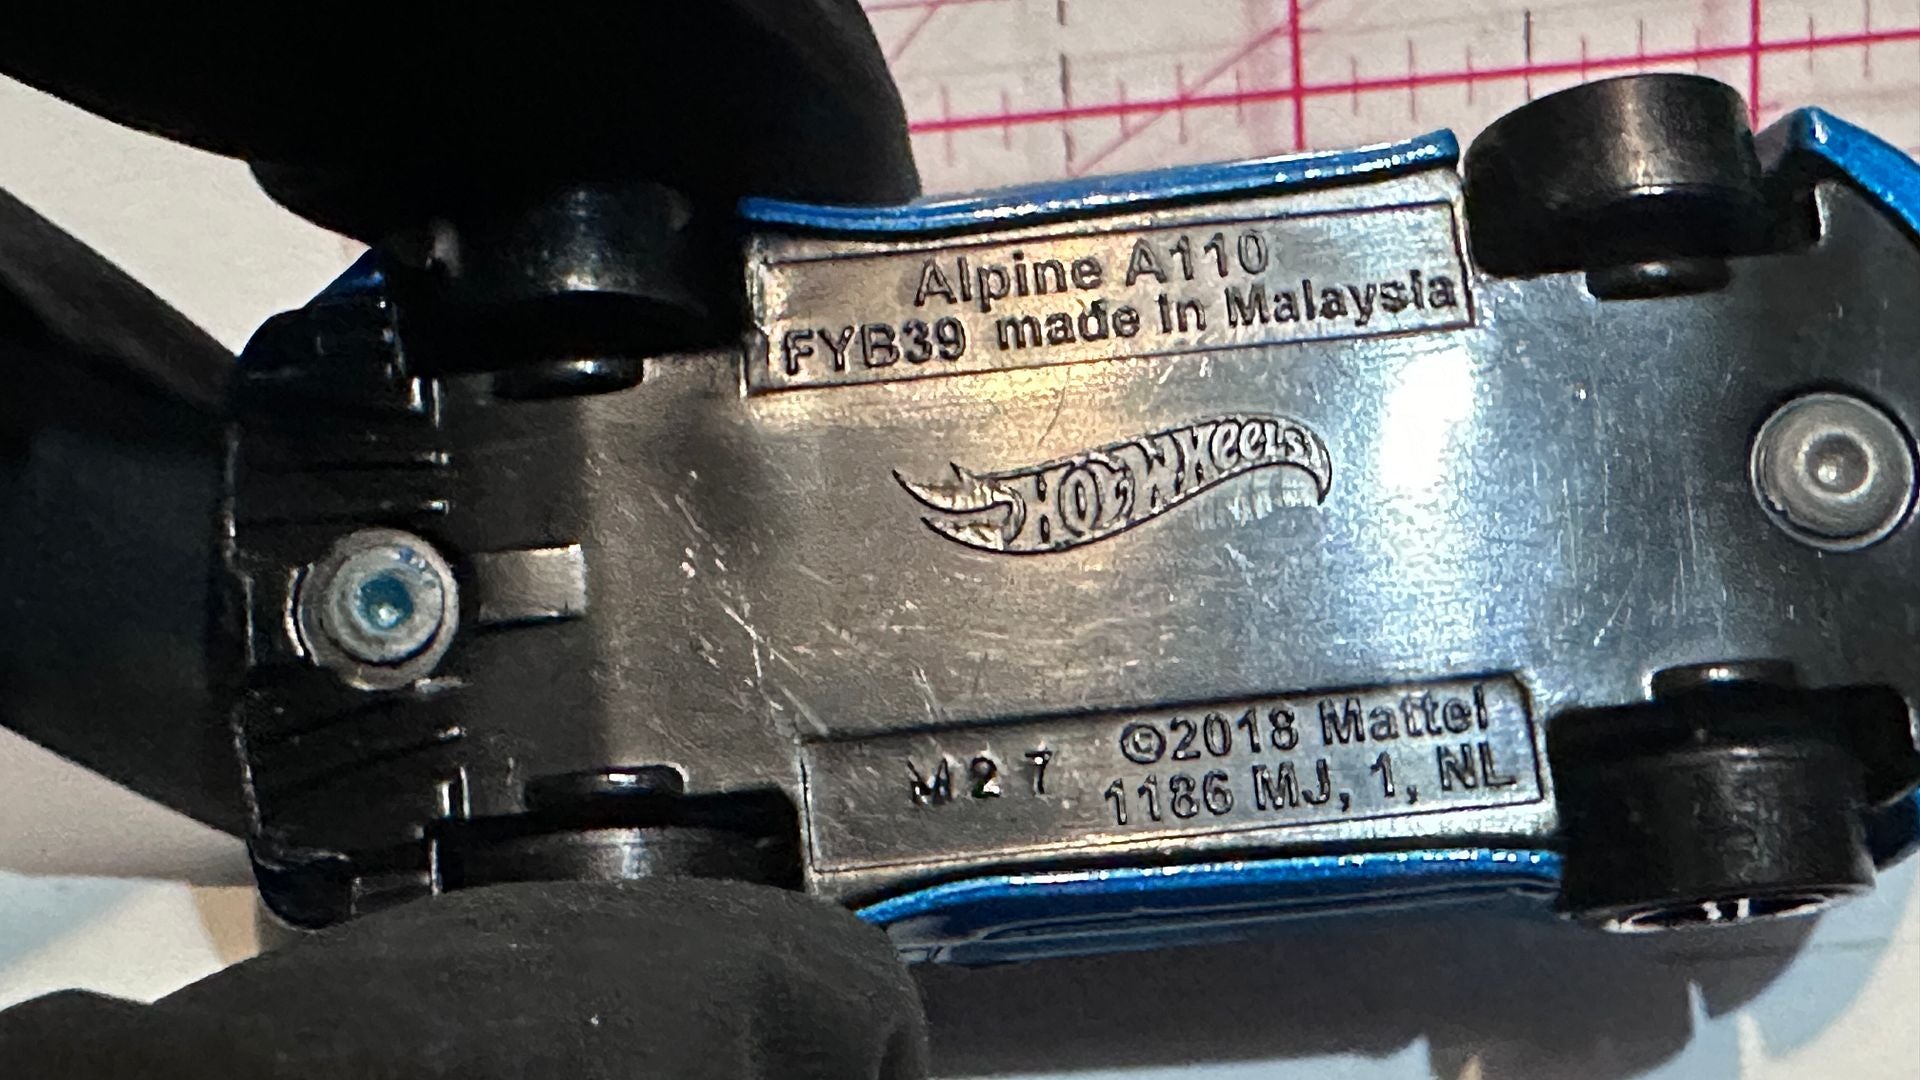 Alpine A110
FYB39 made in Malaysia
Hot Wheels
M27
©2018 Mattel
1186 MJ, 1, NL